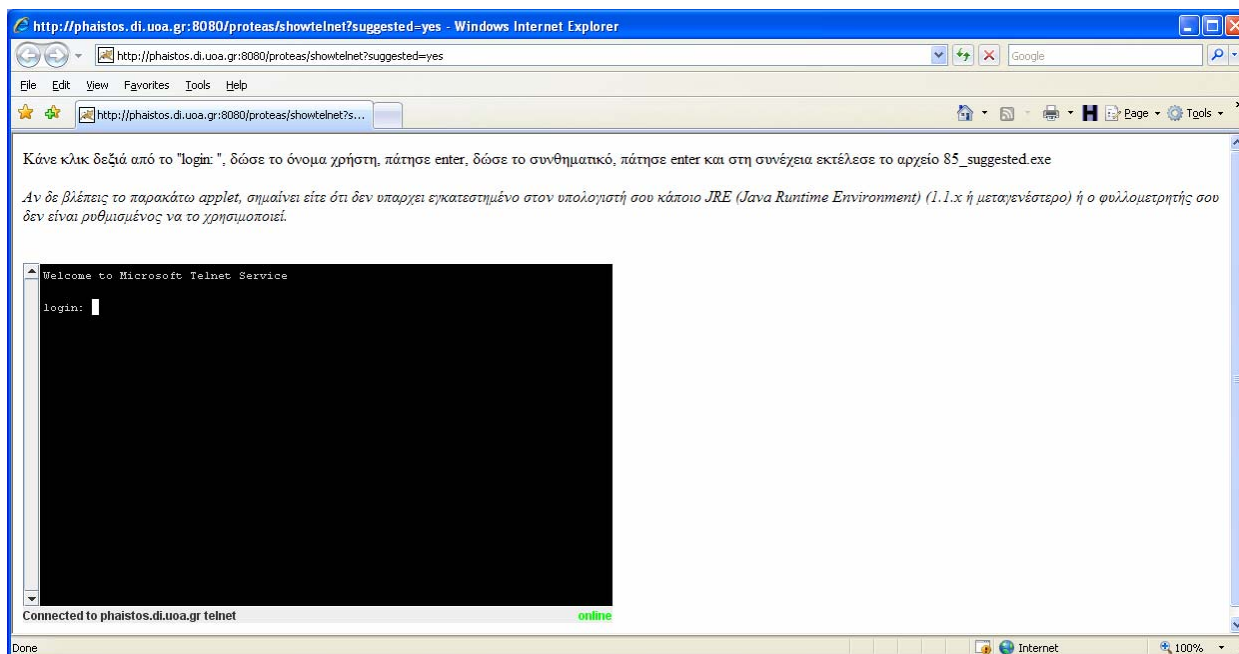 http://phaistos.di.uoa.gr:8080/proteas/showtelnet?suggested=yes - Windows Internet Explorer
http://phaistos.di.uoa.gr:8080/proteas/showtelnet?suggested=yes
Google
File Edit View Favorites Tools Help
http://phaistos.di.uoa.gr:8080/proteas/showtelnet?s...
Page Tools
Κάνε κλικ δεξιά από το "login: ", δώσε το όνομα χρήστη, πάτησε enter, δώσε το συνθηματικό, πάτησε enter και στη συνέχεια εκτέλεσε το αρχείο 85_suggested.exe
Αν δε βλέπεις το παρακάτω applet, σημαίνει είτε ότι δεν υπαρχει εγκατεστημένο στον υπολογιστή σου κάποιο JRE (Java Runtime Environment) (1.1.x ή μεταγενέστερο) ή ο φυλλομετρητής σου
δεν είναι ρυθμισμένος να το χρησιμοποιεί.
Welcome to Microsoft Telnet Service
login:
Connected to phaistos.di.uoa.gr telnet
online
Done
Internet
100%